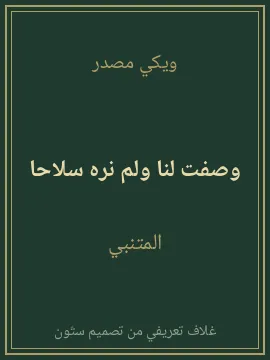 ويكي مصدر
وصفت لنا ولم نره سلاحا
المتنبي
غلاف تعريفي من تصميم سثون